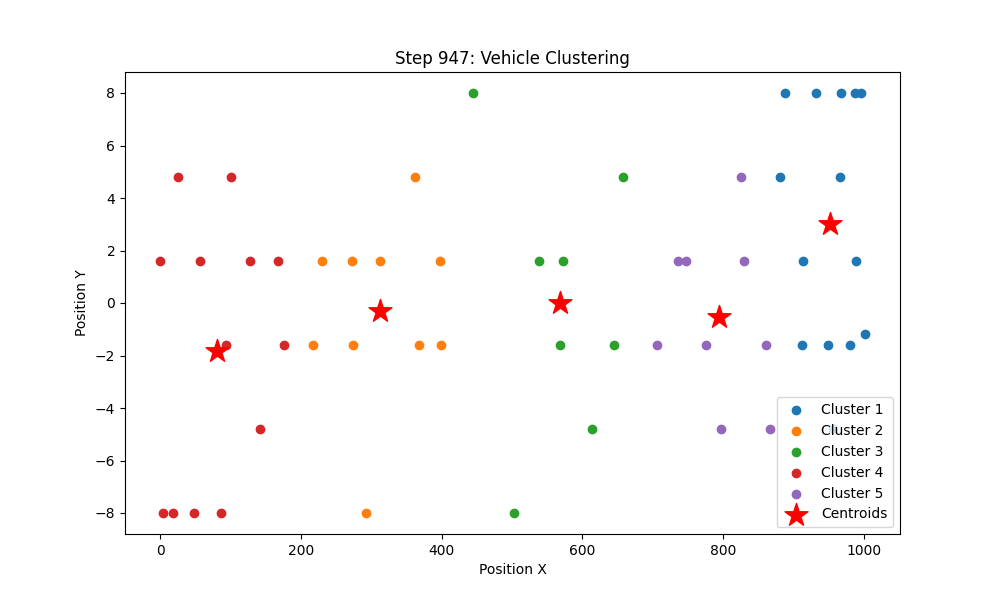 Step 947: Vehicle Clustering
Position Y
8
6
4
2
0
−2
−4
−6
−8
0 200 400 600 800 1000
Position X
Cluster 1
Cluster 2
Cluster 3
Cluster 4
Cluster 5
Centroids